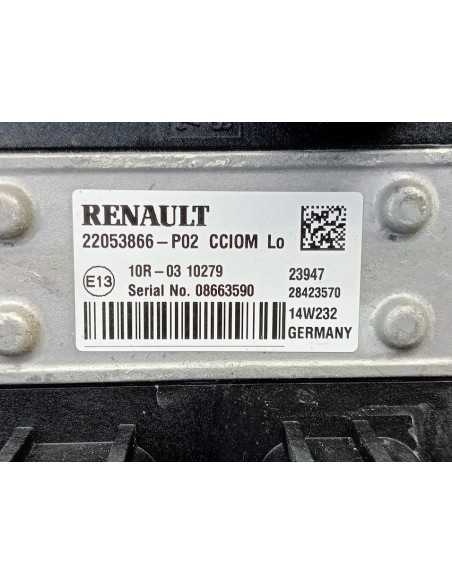 RENAULT
22053866-P02 CCIOM Lo
E13
10R-03 10279
23947
Serial No. 08663590
28423570
14W232
GERMANY